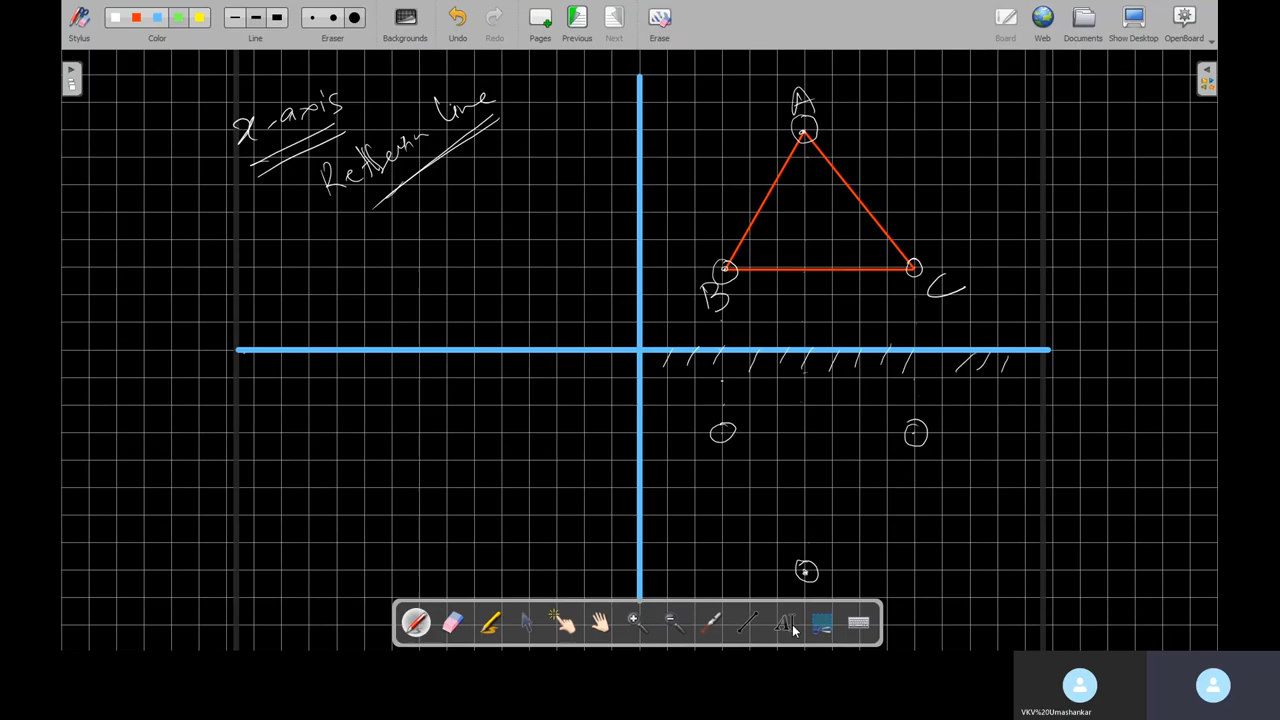 Stylus Color Line Eraser Backgrounds Undo Redo Pages Previous Next Erase Board Web Documents Show Desktop OpenBoard
x-axis
Reflection Line
A
B
C
VKV%20Umashankar